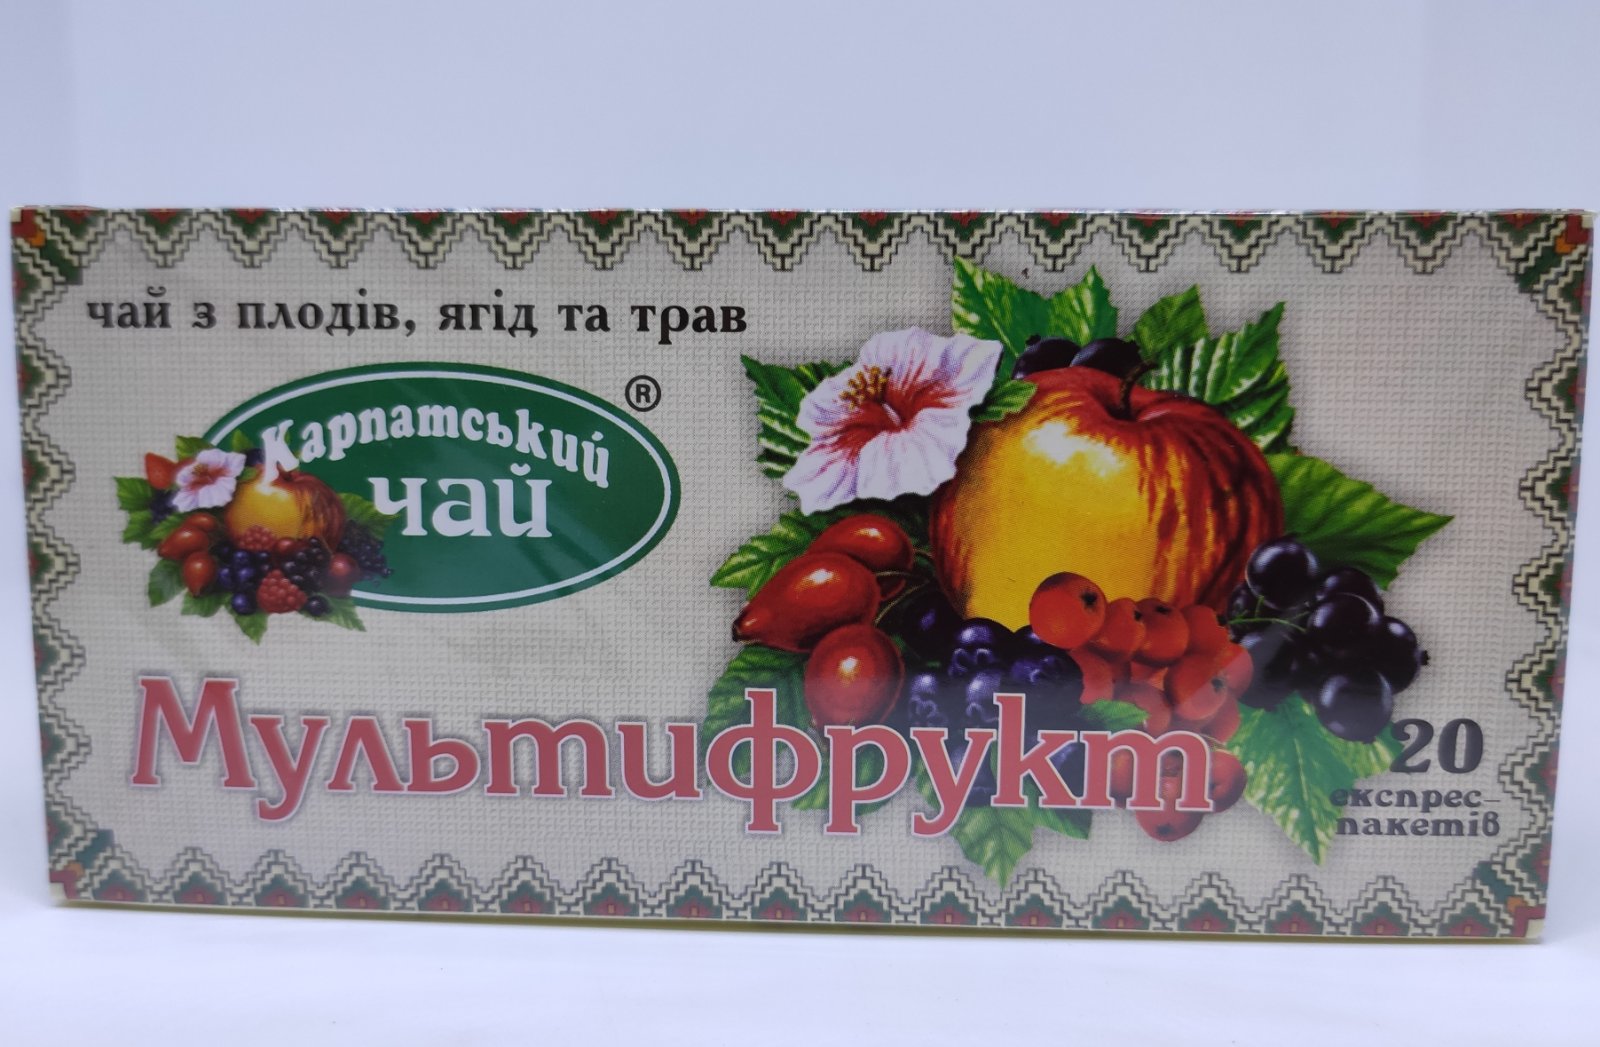 чай з плодів, ягід та трав
Карпатський ®
чай
Мультифрукт
20
експрес-
пакетів